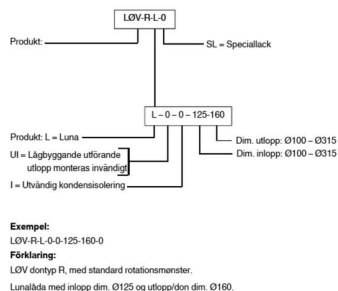 LØV-R-L-0
Produkt:
SL = Speciallack
L – 0 – 0 – 125-160
Produkt: L = Luna
Dim. utlopp: Ø100 – Ø315
UI = Lågbyggande utförande
Dim. inlopp: Ø100 – Ø315
utlopp monteras invändigt
I = Utvändig kondensisolering
Exempel:
LØV-R-L-0-0-125-160-0
Förklaring:
LØV dontyp R, med standard rotationsmønster.
Lunalåda med inlopp dim. Ø125 og utlopp/don dim. Ø160.